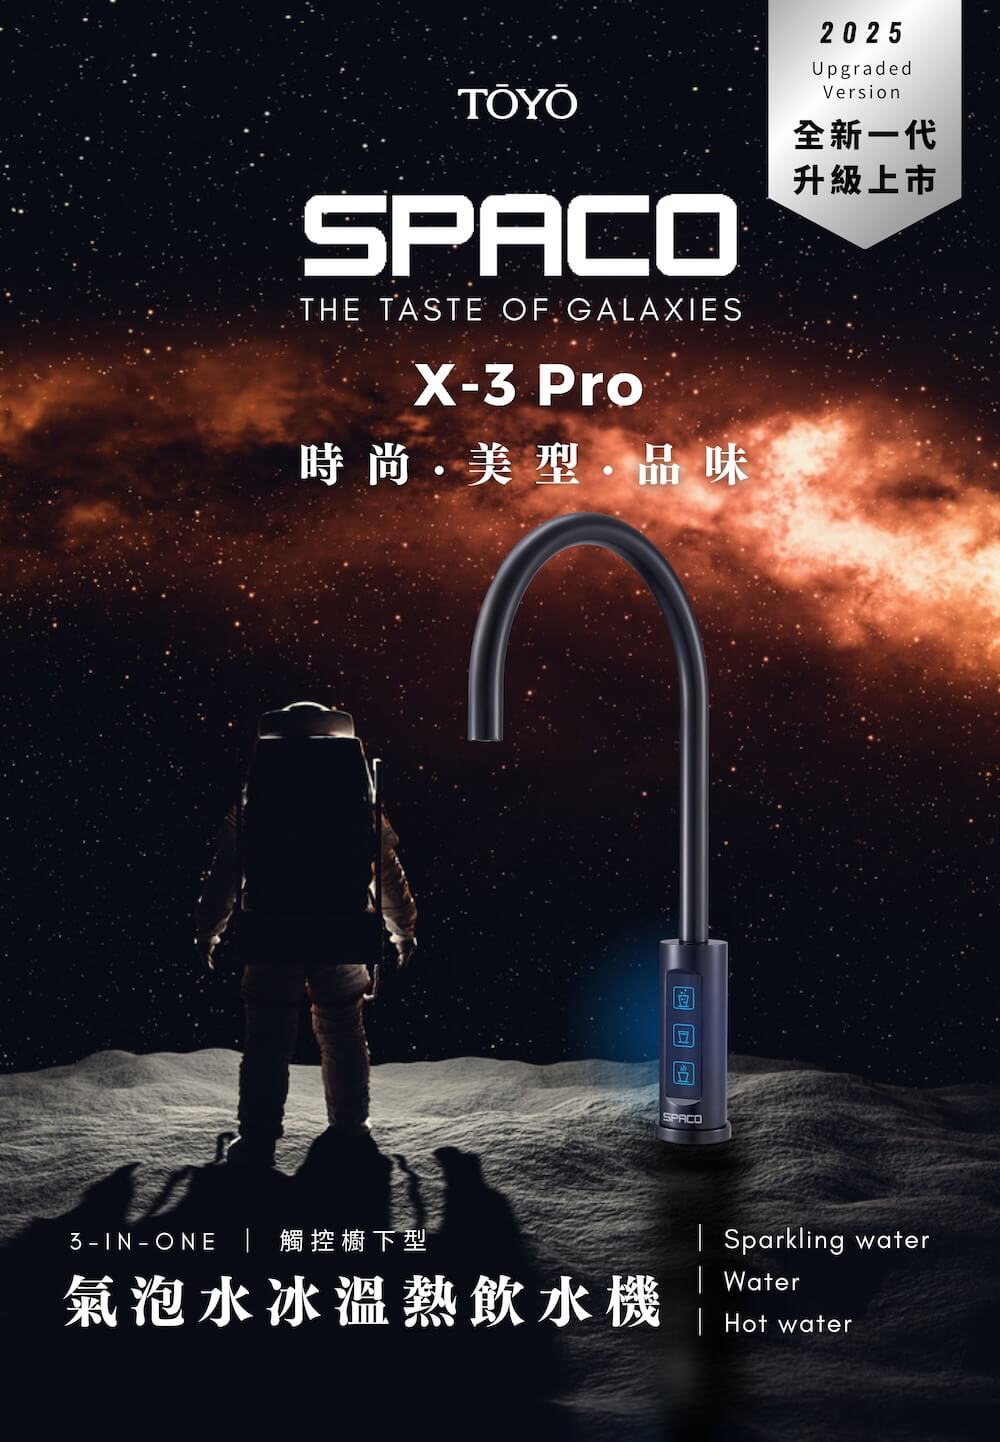 2025
Upgraded
Version
全新一代
升級上市
TŌYŌ
SPACO
THE TASTE OF GALAXIES
X-3 Pro
時尚·美型·品味
SPACO
3-IN-ONE | 觸控櫥下型
氣泡水冰溫熱飲水機
| Sparkling water
| Water
| Hot water